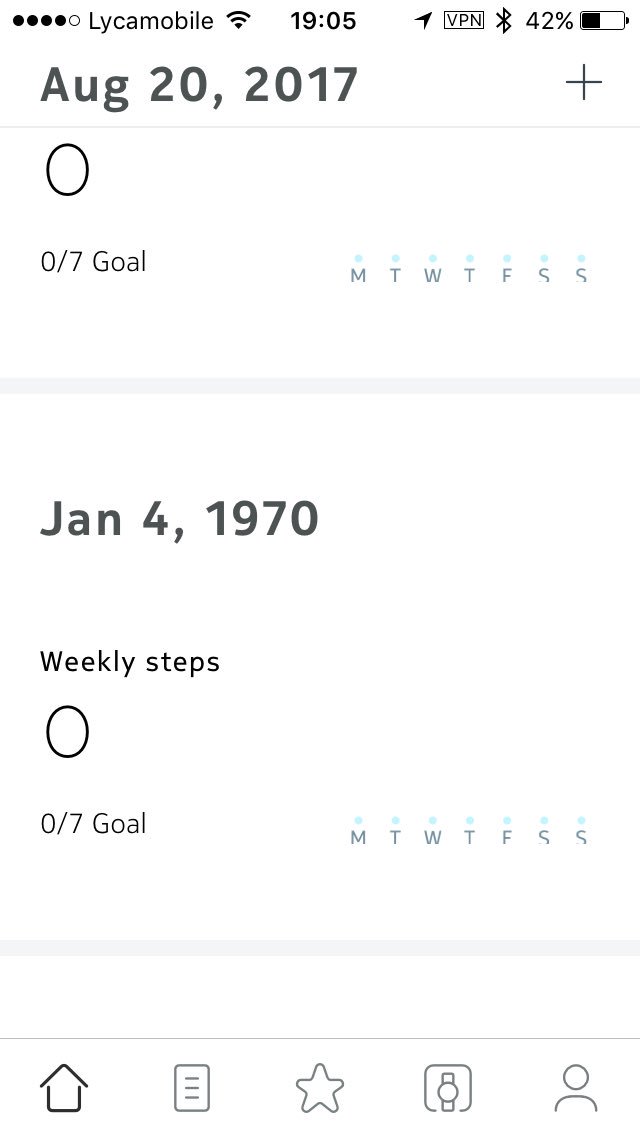 Lycamobile 19:05 VPN 42%
Aug 20, 2017
0
0/7 Goal
M T W T F S S
Jan 4, 1970
Weekly steps
0
0/7 Goal
M T W T F S S